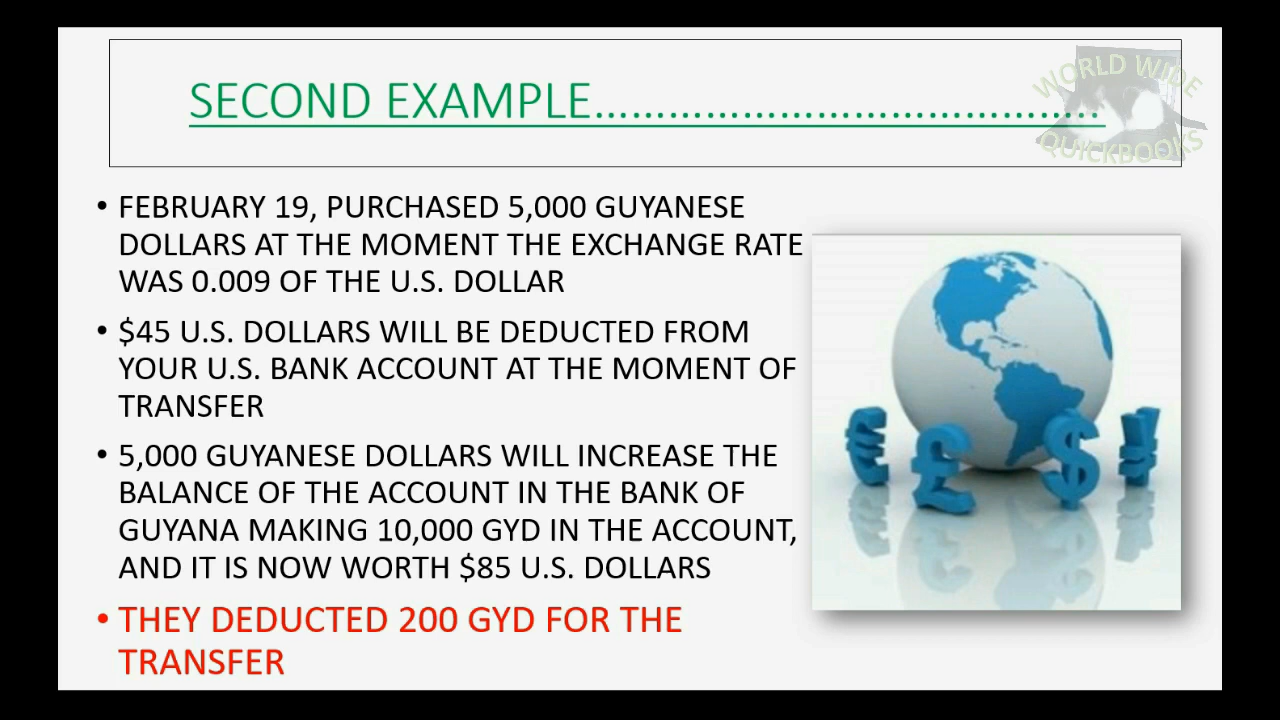 SECOND EXAMPLE.......................................
WORLD WIDE
QUICKBOOKS
• FEBRUARY 19, PURCHASED 5,000 GUYANESE
DOLLARS AT THE MOMENT THE EXCHANGE RATE
WAS 0.009 OF THE U.S. DOLLAR
• $45 U.S. DOLLARS WILL BE DEDUCTED FROM
YOUR U.S. BANK ACCOUNT AT THE MOMENT OF
TRANSFER
• 5,000 GUYANESE DOLLARS WILL INCREASE THE
BALANCE OF THE ACCOUNT IN THE BANK OF
GUYANA MAKING 10,000 GYD IN THE ACCOUNT,
AND IT IS NOW WORTH $85 U.S. DOLLARS
• THEY DEDUCTED 200 GYD FOR THE
TRANSFER